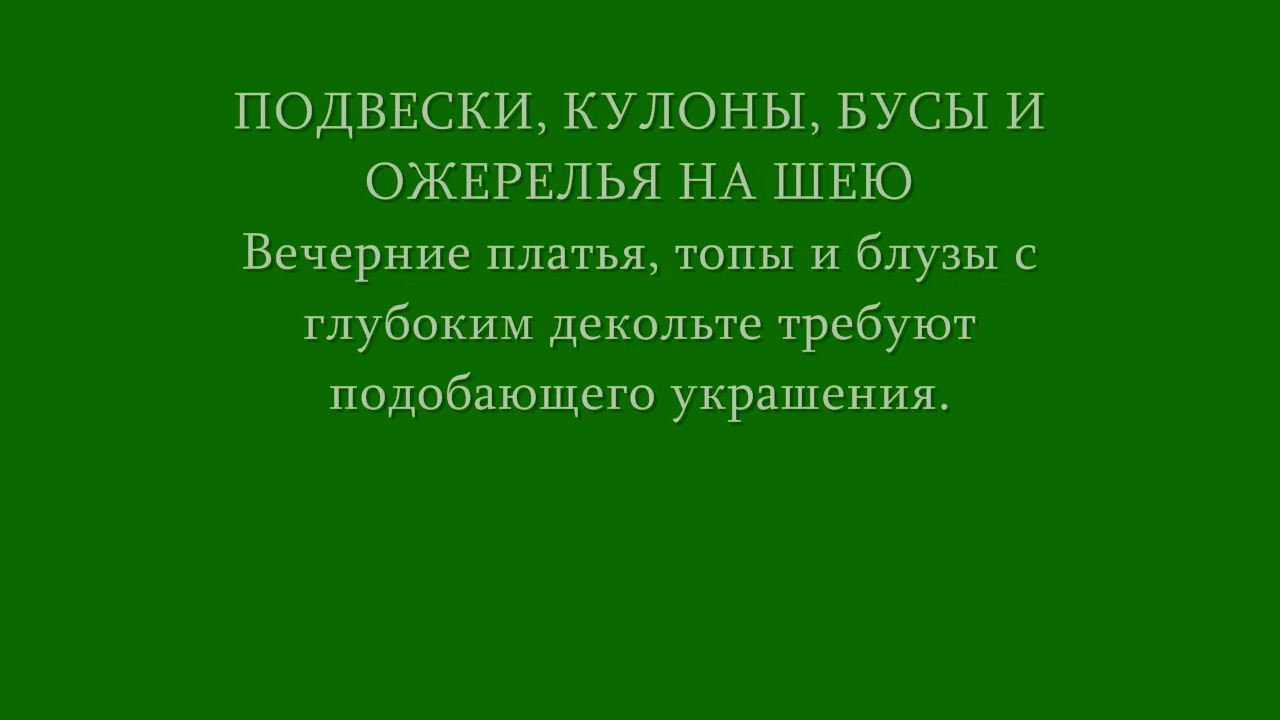 ПОДВЕСКИ, КУЛОНЫ, БУСЫ И
ОЖЕРЕЛЬЯ НА ШЕЮ
Вечерние платья, топы и блузы с
глубоким декольте требуют
подобающего украшения.